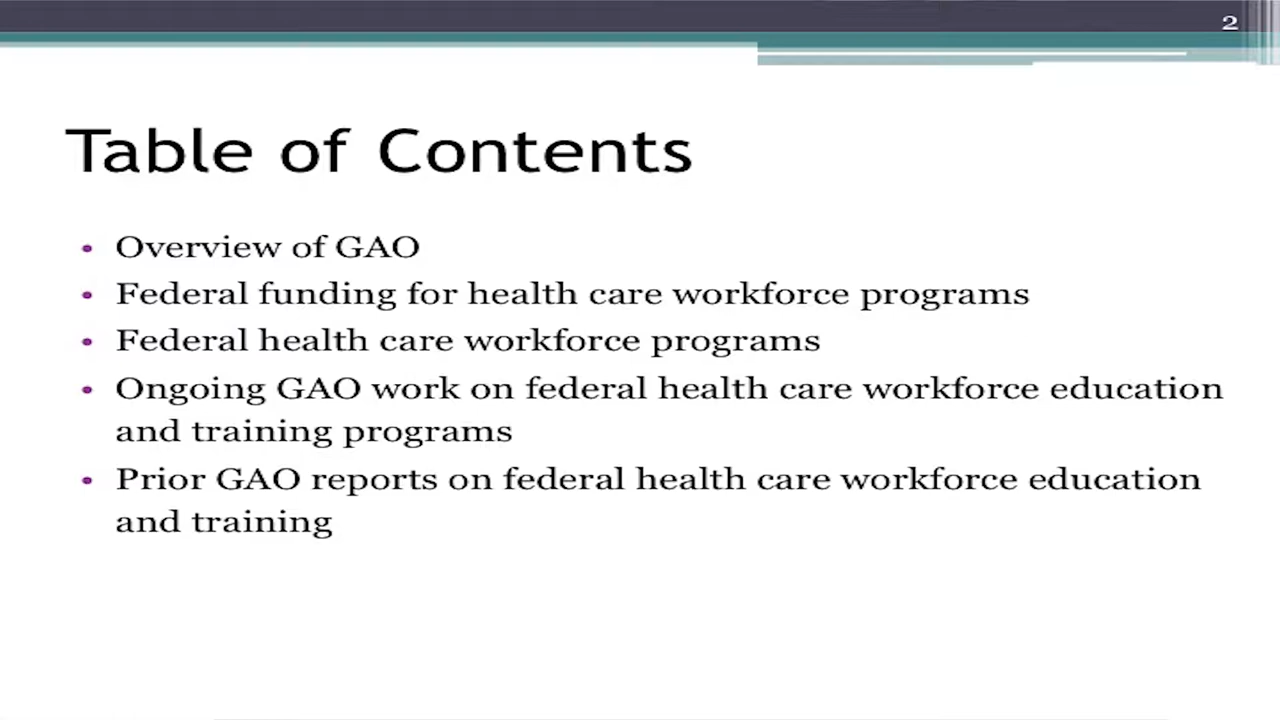 2
Table of Contents
• Overview of GAO
• Federal funding for health care workforce programs
• Federal health care workforce programs
• Ongoing GAO work on federal health care workforce education
and training programs
• Prior GAO reports on federal health care workforce education
and training